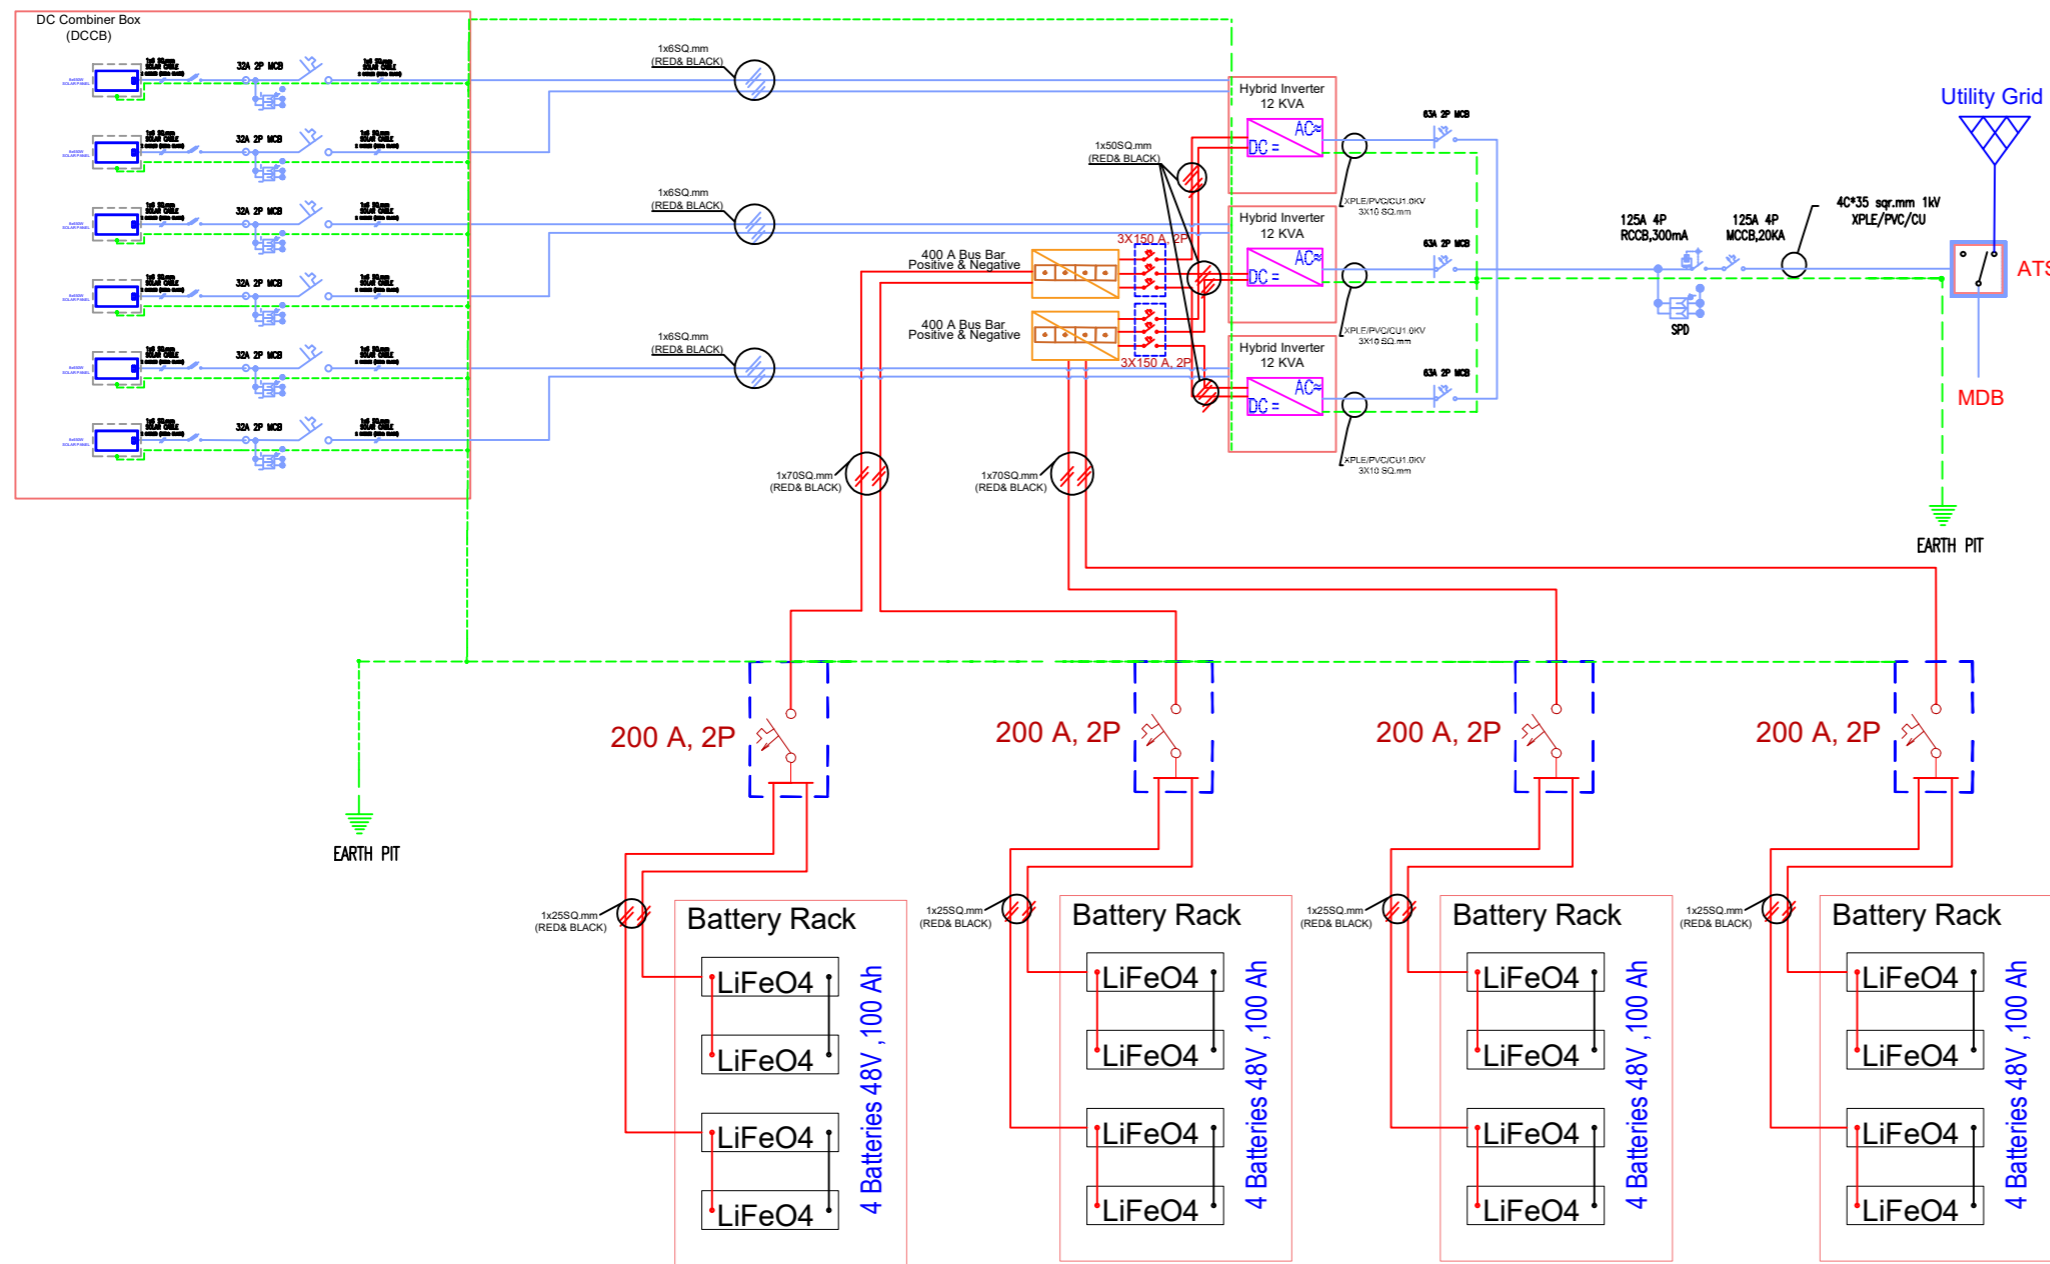 DC Combiner Box
(DCCB)
32A 2P MCB
32A 2P MCB
32A 2P MCB
32A 2P MCB
32A 2P MCB
32A 2P MCB
1x6SQ.mm
(RED& BLACK)
1x6SQ.mm
(RED& BLACK)
1x6SQ.mm
(RED& BLACK)
1x50SQ.mm
(RED& BLACK)
400 A Bus Bar
Positive & Negative
3X150 A, 2P
400 A Bus Bar
Positive & Negative
3X150 A, 2P
Hybrid Inverter
12 KVA
AC≈
DC =
Hybrid Inverter
12 KVA
AC≈
DC =
Hybrid Inverter
12 KVA
AC≈
DC =
63A 2P MCB
XPLE/PVC/CU1.0KV
3X10 SQ.mm
63A 2P MCB
XPLE/PVC/CU1.0KV
3X10 SQ.mm
63A 2P MCB
XPLE/PVC/CU1.0KV
3X10 SQ.mm
125A 4P
RCCB,300mA
125A 4P
MCCB,20KA
SPD
4C*35 sqr.mm 1kV
XPLE/PVC/CU
Utility Grid
ATS
MDB
EARTH PIT
1x70SQ.mm
(RED& BLACK)
1x70SQ.mm
(RED& BLACK)
EARTH PIT
200 A, 2P
200 A, 2P
200 A, 2P
200 A, 2P
1x25SQ.mm
(RED& BLACK)
Battery Rack
LiFeO4
LiFeO4
LiFeO4
LiFeO4
4 Batteries 48V ,100 Ah
1x25SQ.mm
(RED& BLACK)
Battery Rack
LiFeO4
LiFeO4
LiFeO4
LiFeO4
4 Batteries 48V ,100 Ah
1x25SQ.mm
(RED& BLACK)
Battery Rack
LiFeO4
LiFeO4
LiFeO4
LiFeO4
4 Batteries 48V ,100 Ah
1x25SQ.mm
(RED& BLACK)
Battery Rack
LiFeO4
LiFeO4
LiFeO4
LiFeO4
4 Batteries 48V ,100 Ah